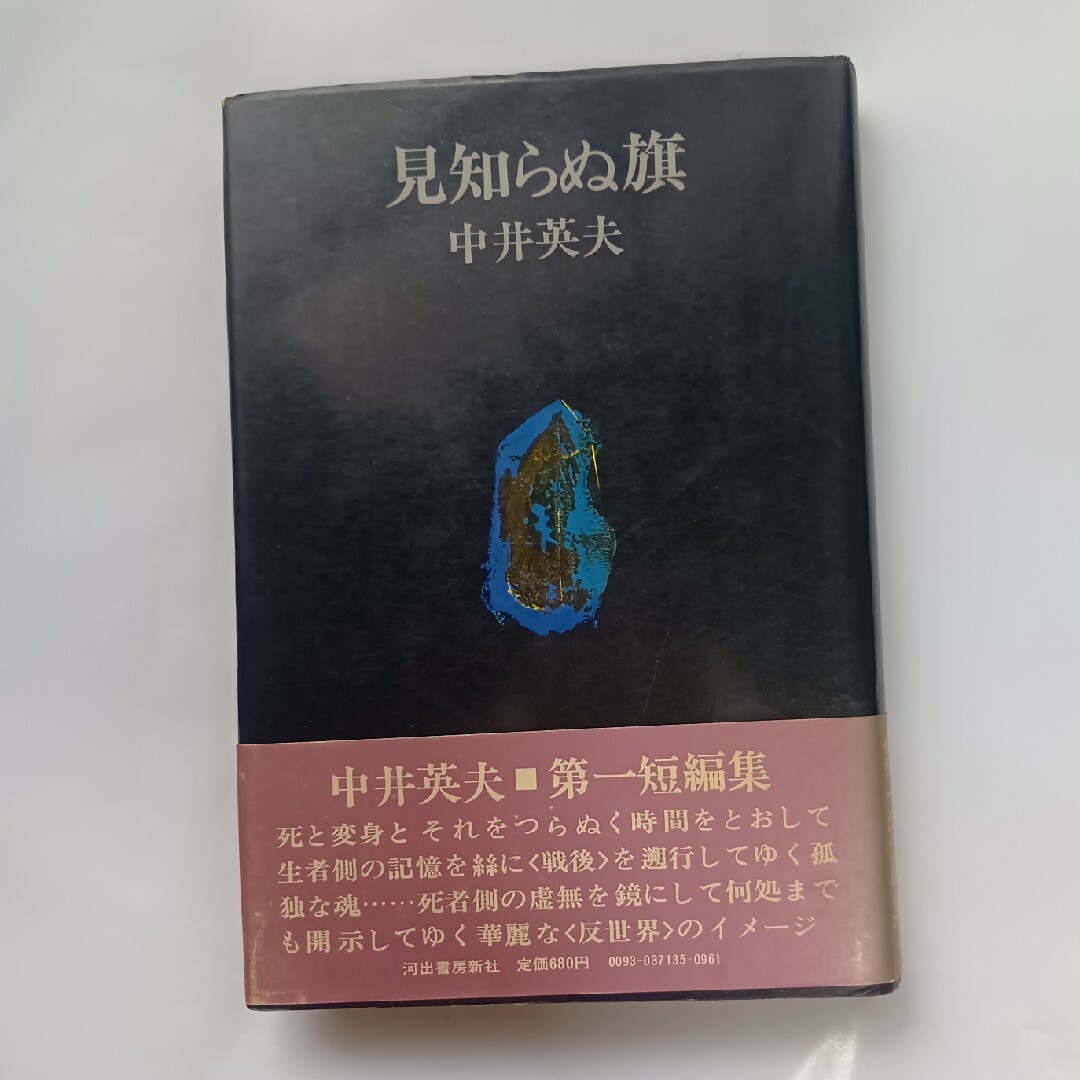 見知らぬ旗
中井英夫
中井英夫■第一短編集
死と変身と それをつらぬく時間をとおして
生者側の記憶を絲に〈戦後〉を遡行してゆく孤
独な魂……死者側の虚無を鏡にして何処まで
も開示してゆく華麗な〈反世界〉のイメージ
河出書房新社 定価680円 0093-037135-0961